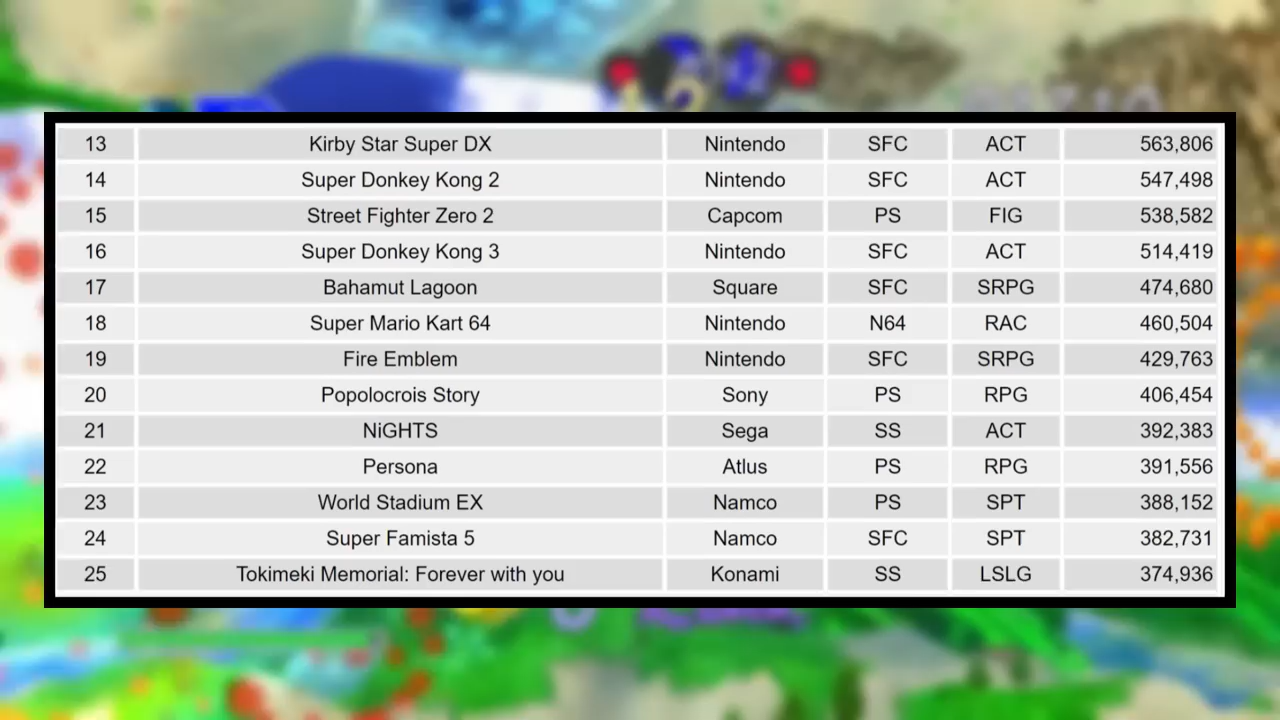 13 Kirby Star Super DX Nintendo SFC ACT 563,806
14 Super Donkey Kong 2 Nintendo SFC ACT 547,498
15 Street Fighter Zero 2 Capcom PS FIG 538,582
16 Super Donkey Kong 3 Nintendo SFC ACT 514,419
17 Bahamut Lagoon Square SFC SRPG 474,680
18 Super Mario Kart 64 Nintendo N64 RAC 460,504
19 Fire Emblem Nintendo SFC SRPG 429,763
20 Popolocrois Story Sony PS RPG 406,454
21 NiGHTS Sega SS ACT 392,383
22 Persona Atlus PS RPG 391,556
23 World Stadium EX Namco PS SPT 388,152
24 Super Famista 5 Namco SFC SPT 382,731
25 Tokimeki Memorial: Forever with you Konami SS LSLG 374,936